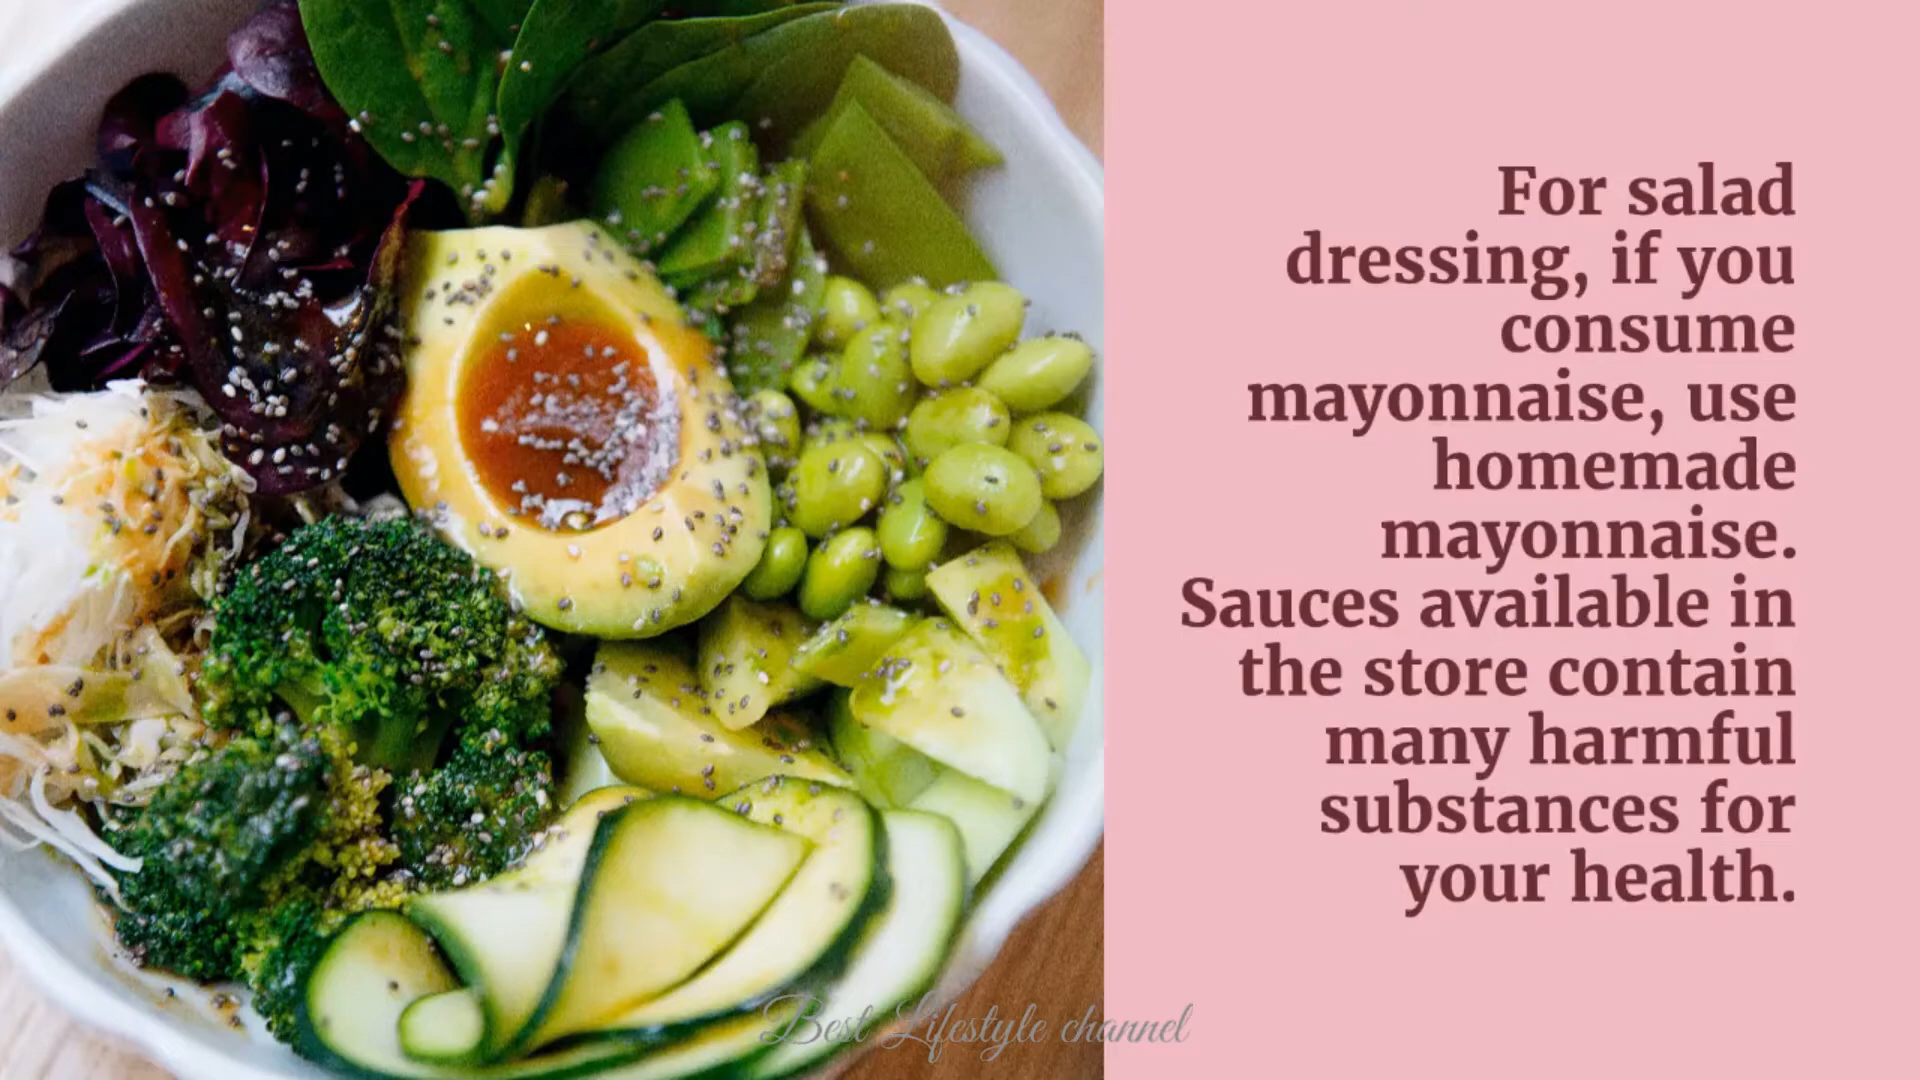 For salad
dressing, if you
consume
mayonnaise, use
homemade
mayonnaise.
Sauces available in
the store contain
many harmful
substances for
your health.
Best Lifestyle channel